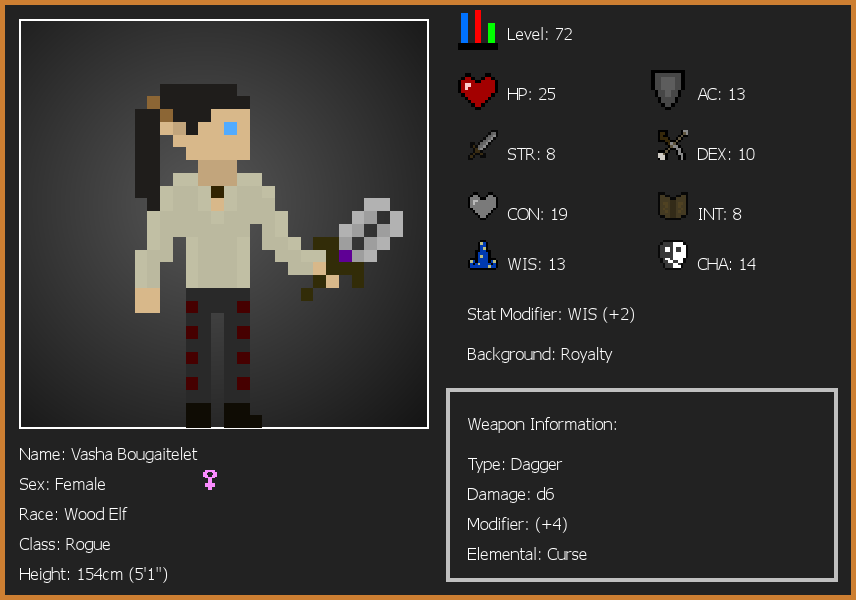 Level: 72
HP: 25
AC: 13
STR: 8
DEX: 10
CON: 19
INT: 8
WIS: 13
CHA: 14
Stat Modifier: WIS (+2)
Background: Royalty
Weapon Information:
Type: Dagger
Damage: d6
Modifier: (+4)
Elemental: Curse
Name: Vasha Bougaitelet
Sex: Female
Race: Wood Elf
Class: Rogue
Height: 154cm (5'1")